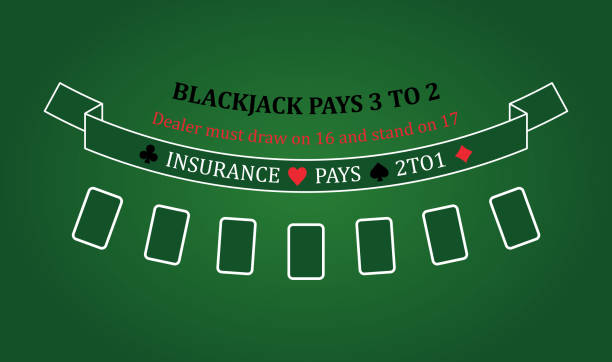 BLACKJACK PAYS 3 TO 2
Dealer must draw on 16 and stand on 17
INSURANCE PAYS 2TO1